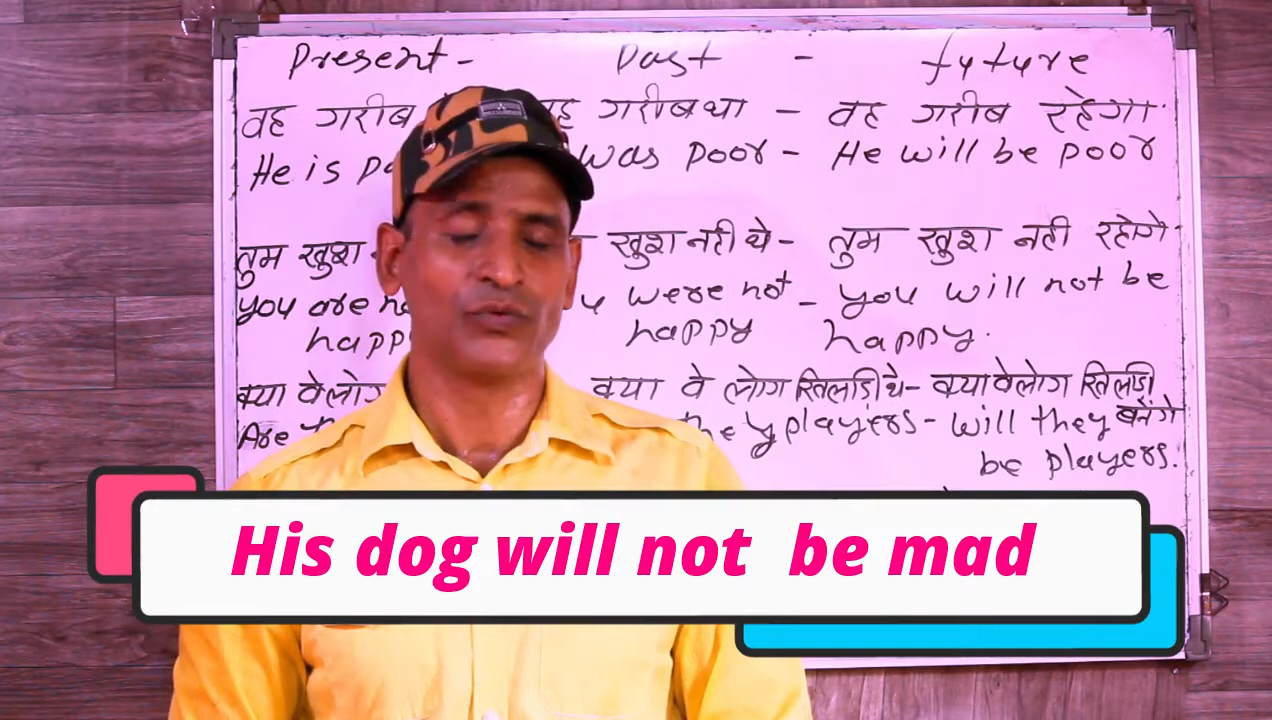 Present - past - future
वह गरीब गरीब था - वह गरीब रहेगा
He is was poor - He will be poor
तुम खुश खुश नही थे - तुम खुश नही रहोगे
you are were not - you will not be
happy happy.
क्या वे लोग क्या वे लोग खिलाड़ी थे - क्या वे लोग खिलाड़ी
Are players - will they बनेंगे
be players.
His dog will not be mad